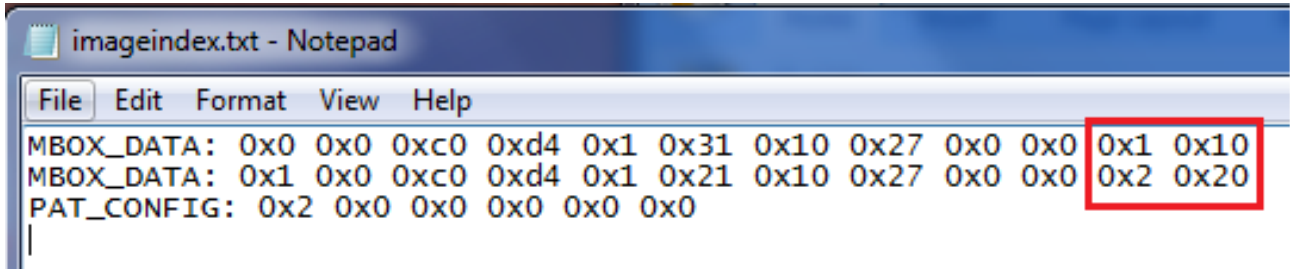 imageindex.txt - Notepad
File Edit Format View Help
MBOX_DATA: 0x0 0x0 0xc0 0xd4 0x1 0x31 0x10 0x27 0x0 0x0 0x1 0x10
MBOX_DATA: 0x1 0x0 0xc0 0xd4 0x1 0x21 0x10 0x27 0x0 0x0 0x2 0x20
PAT_CONFIG: 0x2 0x0 0x0 0x0 0x0 0x0